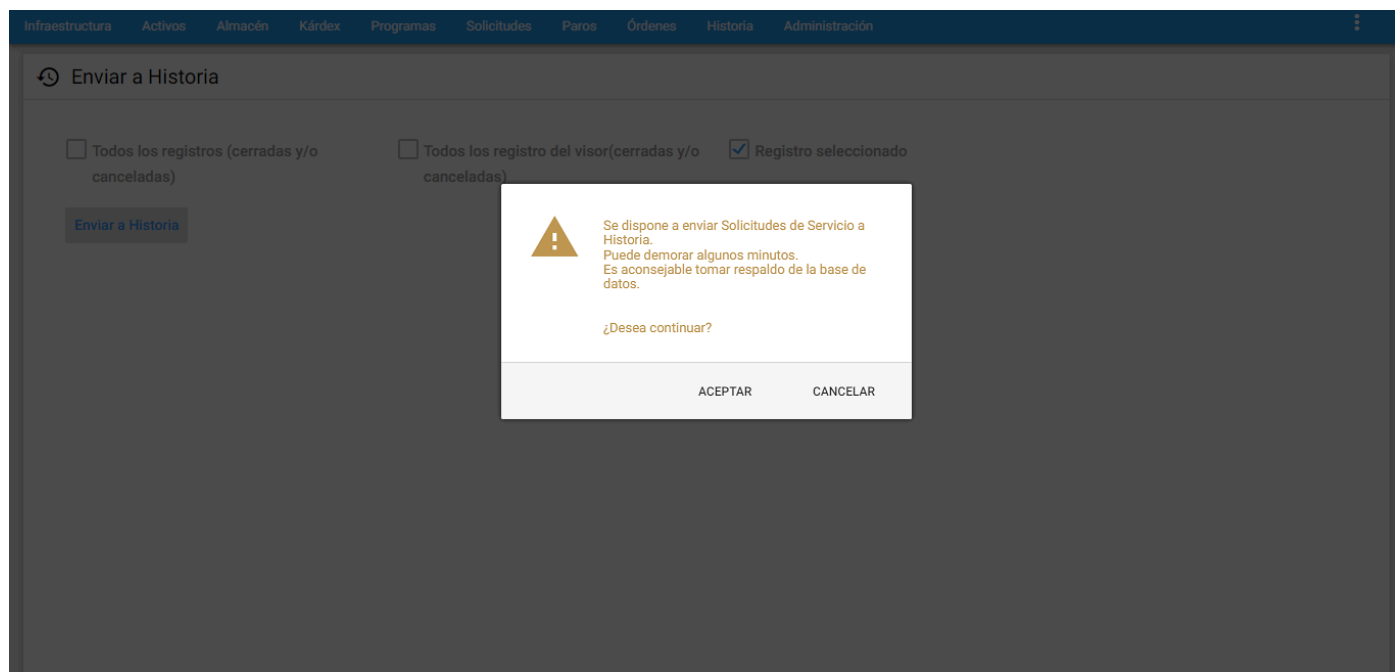 Infraestructura Activos Almacén Kárdex Programas Solicitudes Paros Órdenes Historia Administración
Enviar a Historia
Todos los registros (cerradas y/o
canceladas)
Todos los registro del visor(cerradas y/o
canceladas)
Registro seleccionado
Enviar a Historia
Se dispone a enviar Solicitudes de Servicio a
Historia.
Puede demorar algunos minutos.
Es aconsejable tomar respaldo de la base de
datos.
¿Desea continuar?
ACEPTAR CANCELAR